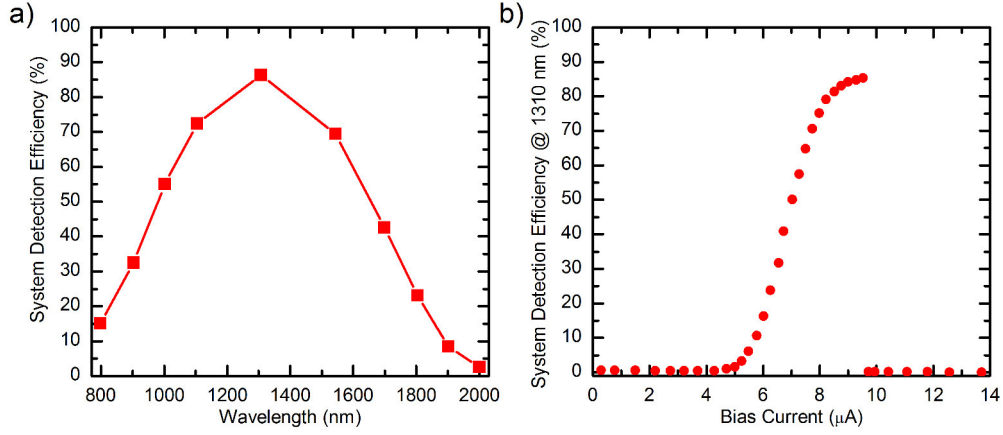 a)
System Detection Efficiency (%)
100
90
80
70
60
50
40
30
20
10
0
800 1000 1200 1400 1600 1800 2000
Wavelength (nm)
b)
System Detection Efficiency @ 1310 nm (%)
100
90
80
70
60
50
40
30
20
10
0
0 2 4 6 8 10 12 14
Bias Current (μA)